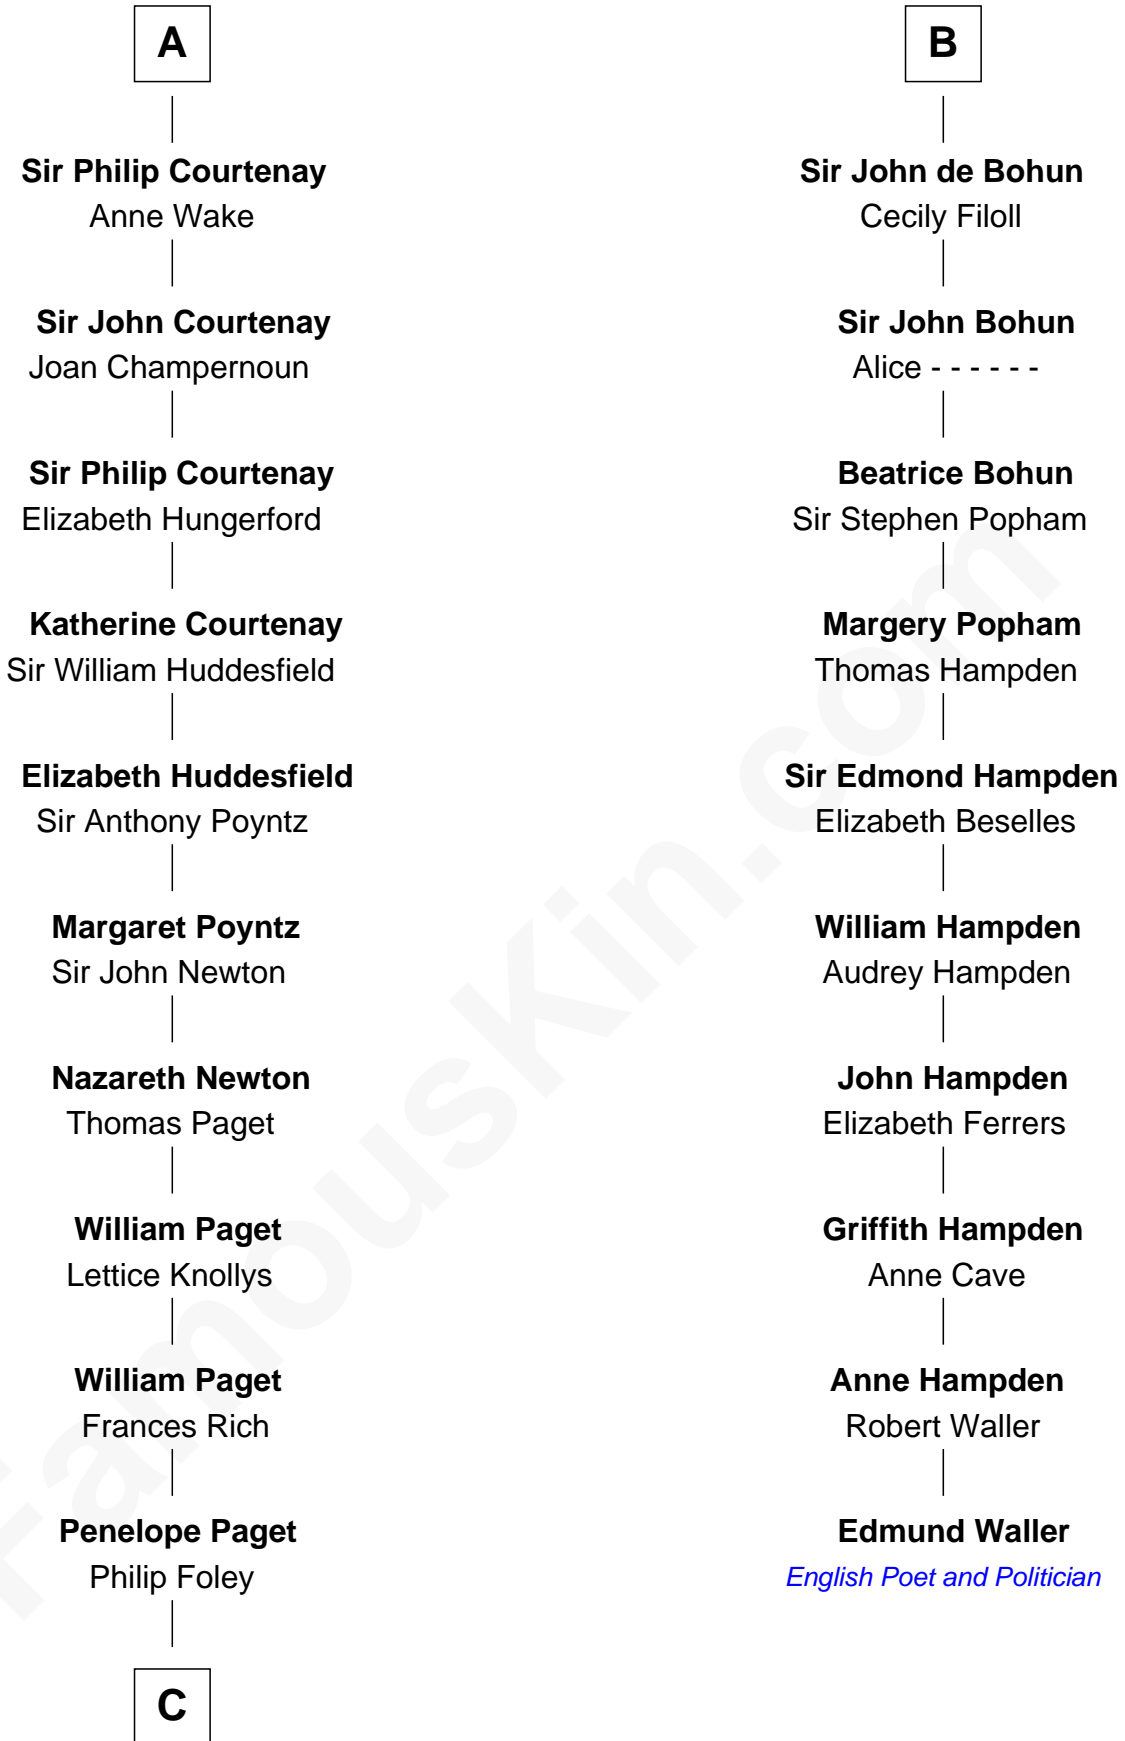 A
Sir Philip Courtenay
Anne Wake
Sir John Courtenay
Joan Champernoun
Sir Philip Courtenay
Elizabeth Hungerford
Katherine Courtenay
Sir William Huddesfield
Elizabeth Huddesfield
Sir Anthony Poyntz
Margaret Poyntz
Sir John Newton
Nazareth Newton
Thomas Paget
William Paget
Lettice Knollys
William Paget
Frances Rich
Penelope Paget
Philip Foley
C
B
Sir John de Bohun
Cecily Filoll
Sir John Bohun
Alice - - - - - -
Beatrice Bohun
Sir Stephen Popham
Margery Popham
Thomas Hampden
Sir Edmond Hampden
Elizabeth Beselles
William Hampden
Audrey Hampden
John Hampden
Elizabeth Ferrers
Griffith Hampden
Anne Cave
Anne Hampden
Robert Waller
Edmund Waller
English Poet and Politician
FamousKin.com